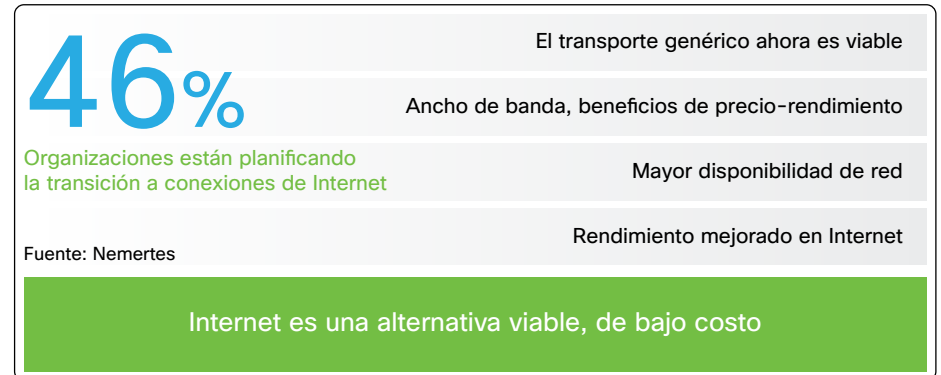 46%
Organizaciones están planificando
la transición a conexiones de Internet
Fuente: Nemertes
El transporte genérico ahora es viable
Ancho de banda, beneficios de precio-rendimiento
Mayor disponibilidad de red
Rendimiento mejorado en Internet
Internet es una alternativa viable, de bajo costo